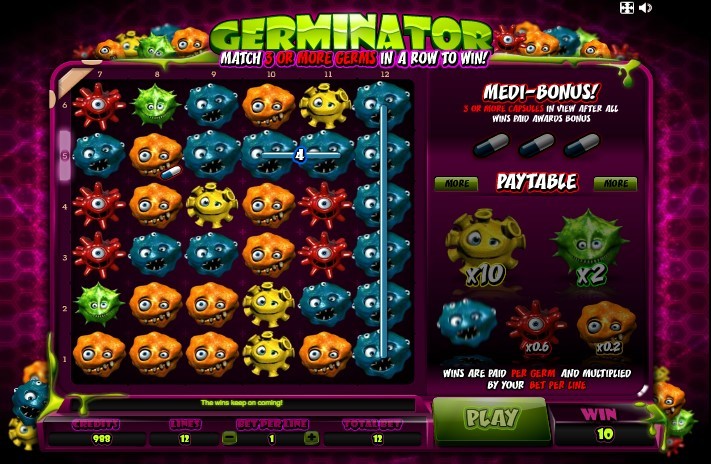 GERMINATOR
MATCH 3 OR MORE GERMS IN A ROW TO WIN!
7 8 9 10 11 12
6
5
4
3
2
1
4
MEDI-BONUS!
3 OR MORE CAPSULES IN VIEW AFTER ALL
WINS PAID AWARDS BONUS
MORE PAYTABLE MORE
x10 x2
x0.6 x0.2
WINS ARE PAID PER GERM AND MULTIPLIED
BY YOUR BET PER LINE
The wins keep on coming!
CREDITS LINES BET PER LINE TOTAL BET
988 12 - 1 + 12
PLAY
WIN
10